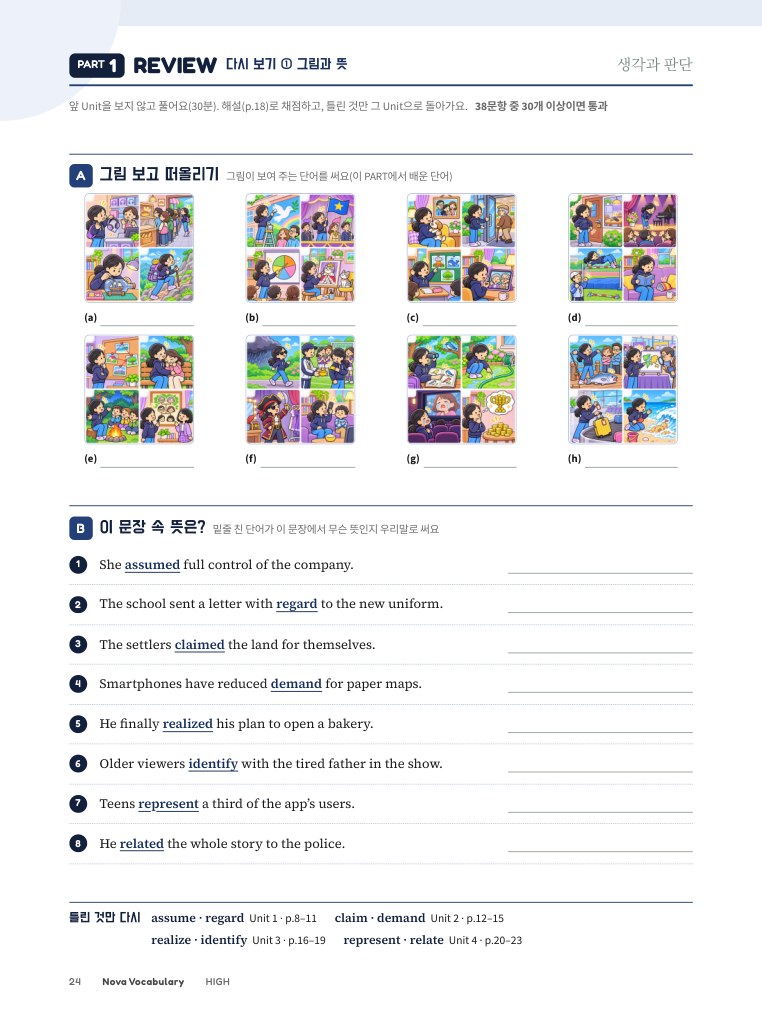 PART 1 REVIEW 다시 보기 ① 그림과 뜻 생각과 판단
앞 Unit을 보지 않고 풀어요(30분). 해설(p.18)로 채점하고, 틀린 것만 그 Unit으로 돌아가요. 38문항 중 30개 이상이면 통과
A 그림 보고 떠올리기 그림이 보여 주는 단어를 써요(이 PART에서 배운 단어)
(a) (b) (c) (d)
(e) (f) (g) (h)
B 이 문장 속 뜻은? 밑줄 친 단어가 이 문장에서 무슨 뜻인지 우리말로 써요
1 She assumed full control of the company.
2 The school sent a letter with regard to the new uniform.
3 The settlers claimed the land for themselves.
4 Smartphones have reduced demand for paper maps.
5 He finally realized his plan to open a bakery.
6 Older viewers identify with the tired father in the show.
7 Teens represent a third of the app’s users.
8 He related the whole story to the police.
틀린 것만 다시 assume · regard Unit 1 · p.8–11 claim · demand Unit 2 · p.12–15
realize · identify Unit 3 · p.16–19 represent · relate Unit 4 · p.20–23
24 Nova Vocabulary HIGH